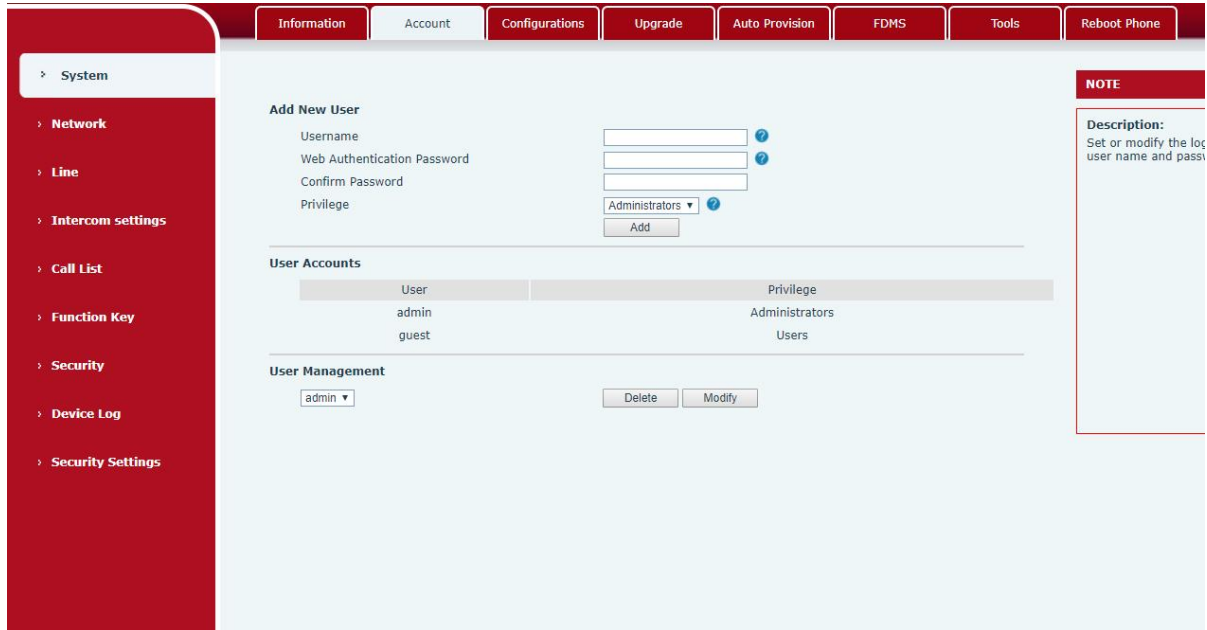 Information Account Configurations Upgrade Auto Provision FDMS Tools Reboot Phone
System
Network
Line
Intercom settings
Call List
Function Key
Security
Device Log
Security Settings
Add New User
Username
Web Authentication Password
Confirm Password
Privilege Administrators
Add
User Accounts
User Privilege
admin Administrators
guest Users
User Management
admin Delete Modify
NOTE
Description:
Set or modify the
user name and